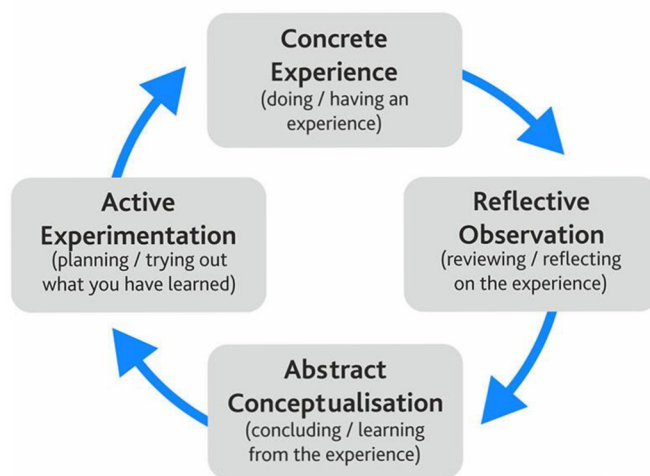 Concrete
Experience
(doing / having an
experience)
Active
Experimentation
(planning / trying out
what you have learned)
Reflective
Observation
(reviewing / reflecting
on the experience)
Abstract
Conceptualisation
(concluding / learning
from the experience)